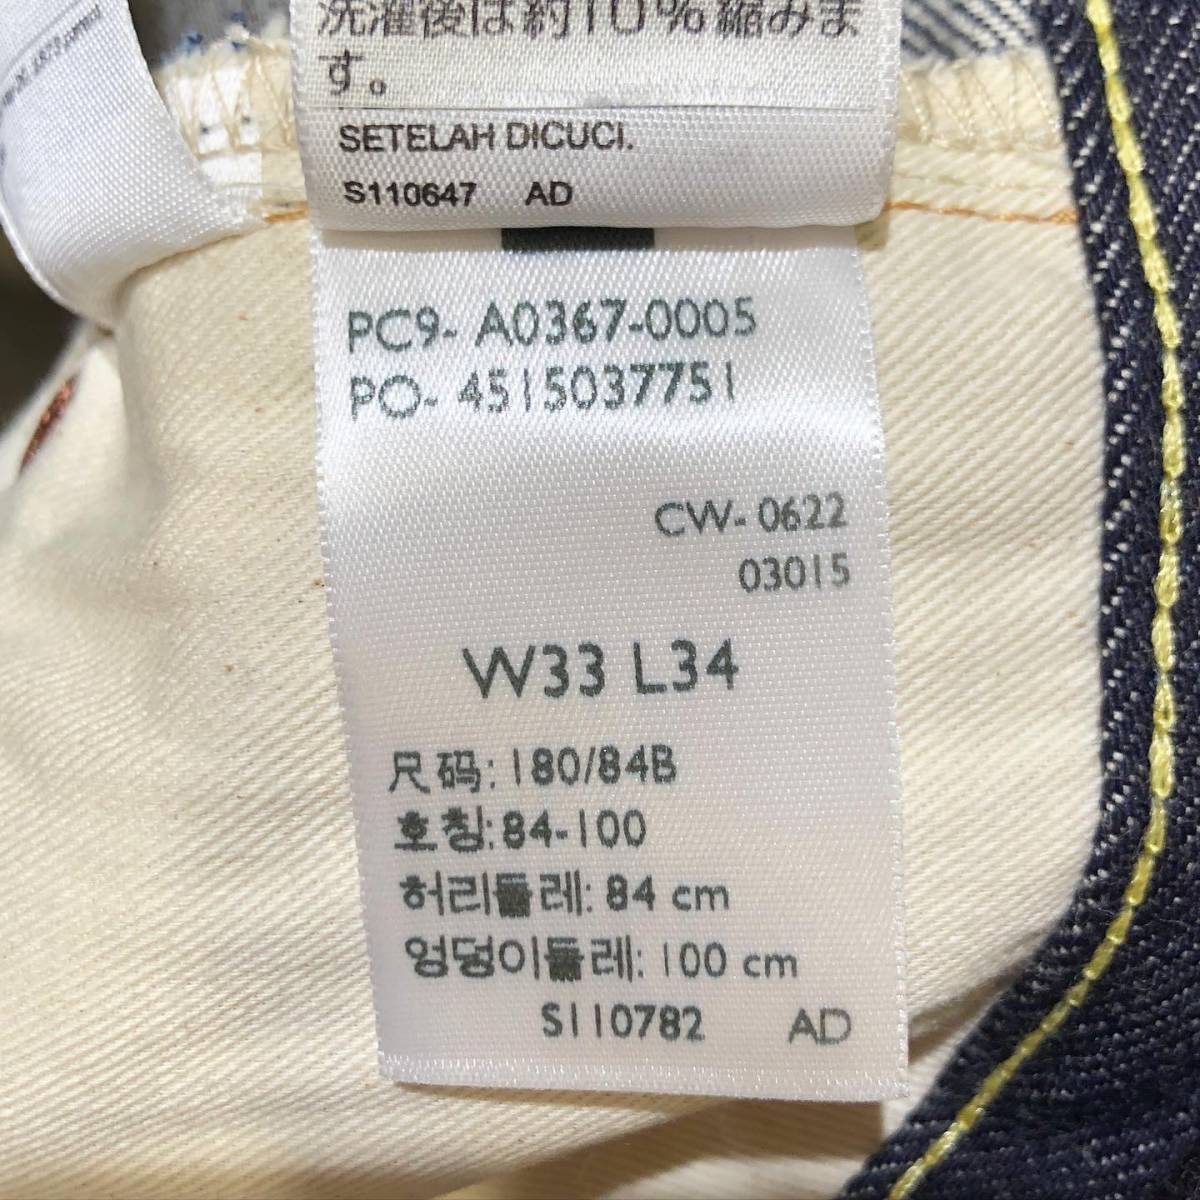 洗濯後は約10%縮みま
す。
SETELAH DICUCI.
S110647 AD
PC9- A0367-0005
PO- 4515037751
CW- 0622
03015
W33 L34
尺码: 180/84B
호칭: 84-100
허리둘레: 84 cm
엉덩이둘레: 100 cm
S110782 AD